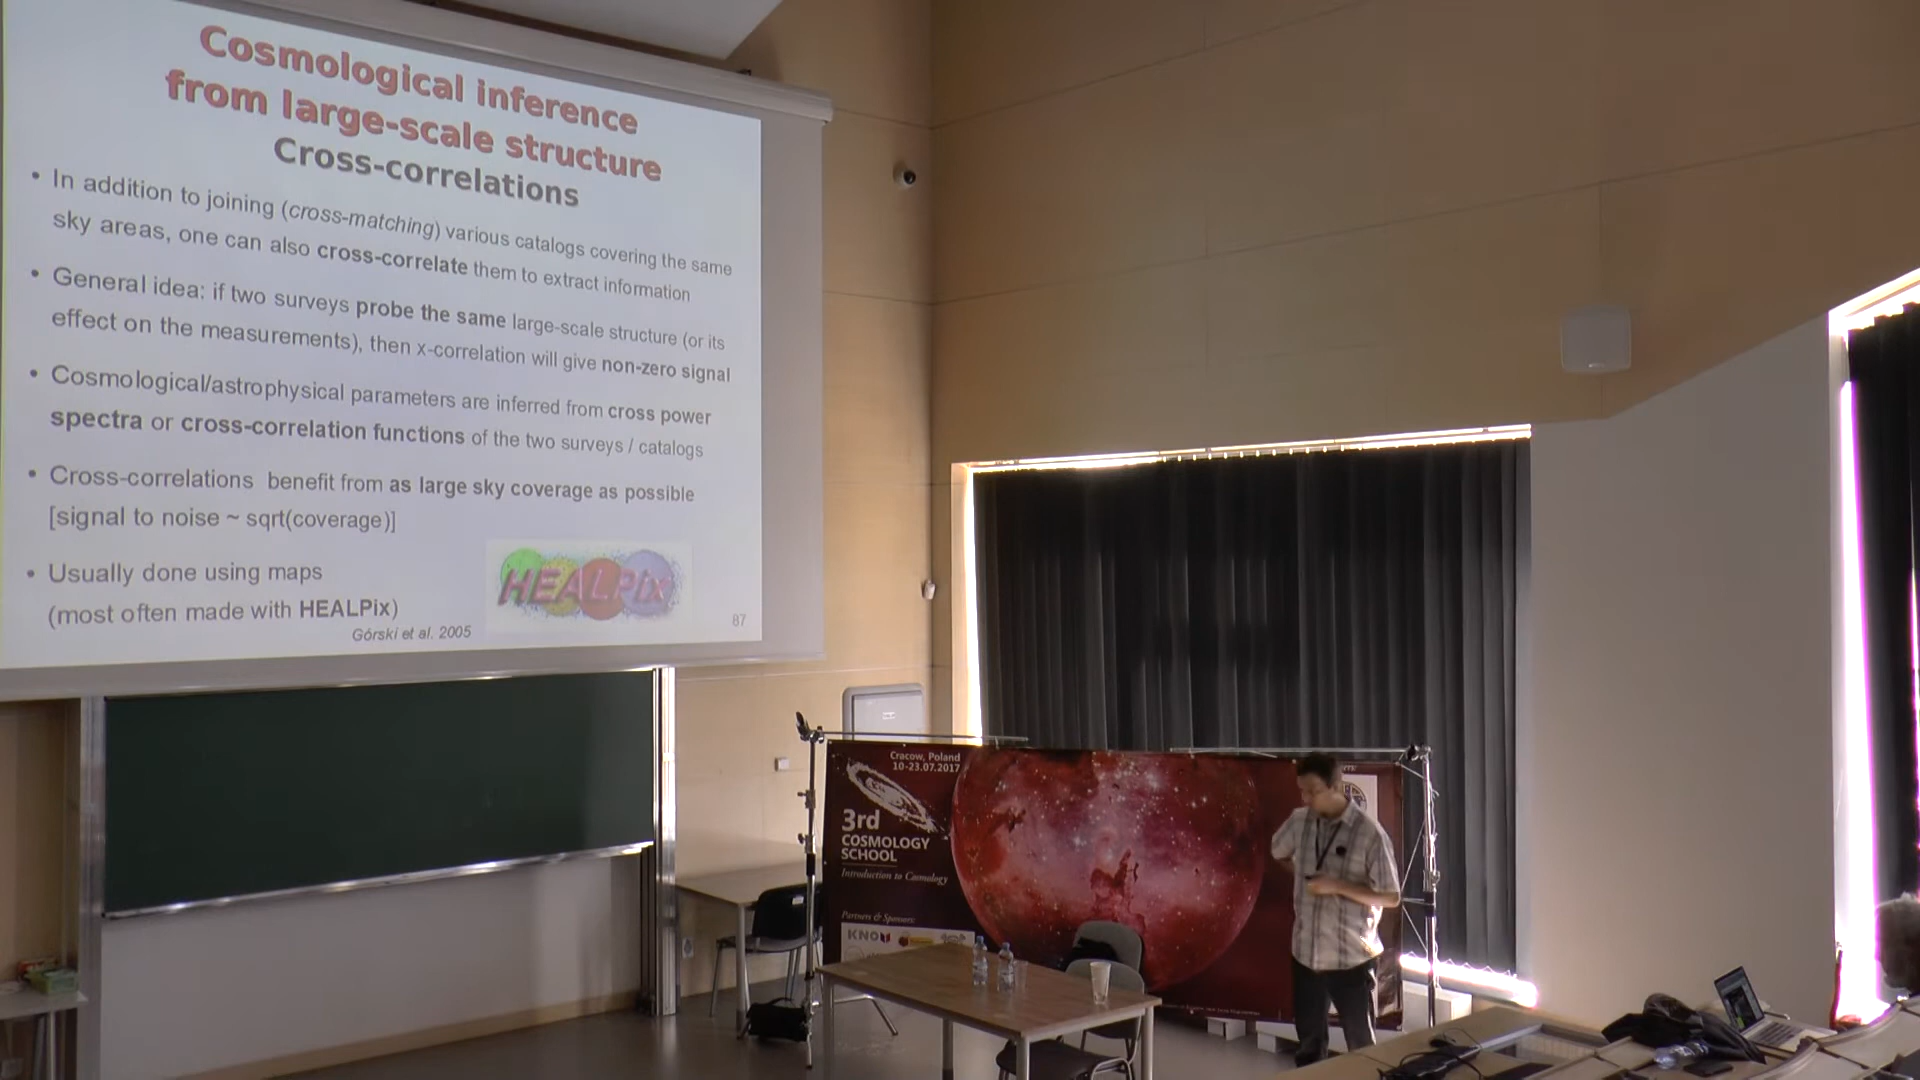 Cosmological inference
from large-scale structure
Cross-correlations
• In addition to joining (cross-matching) various catalogs covering the same
sky areas, one can also cross-correlate them to extract information
• General idea: if two surveys probe the same large-scale structure (or its
effect on the measurements), then x-correlation will give non-zero signal
• Cosmological/astrophysical parameters are inferred from cross power
spectra or cross-correlation functions of the two surveys / catalogs
• Cross-correlations benefit from as large sky coverage as possible
[signal to noise ~ sqrt(coverage)]
• Usually done using maps
(most often made with HEALPix)
Górski et al. 2005
HEALPix
87
Cracow, Poland
10-23.07.2017
3rd
COSMOLOGY
SCHOOL
Introduction to Cosmology
Partners & Sponsors:
KNOW